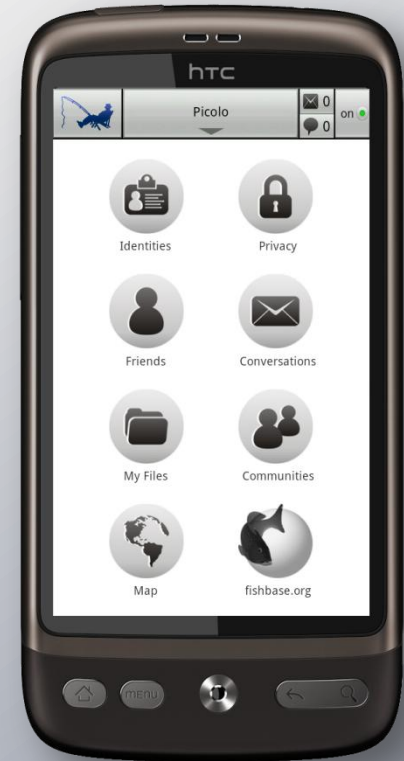 hTC
Picolo
0
0
on
Identities
Privacy
Friends
Conversations
My Files
Communities
Map
fishbase.org
menu